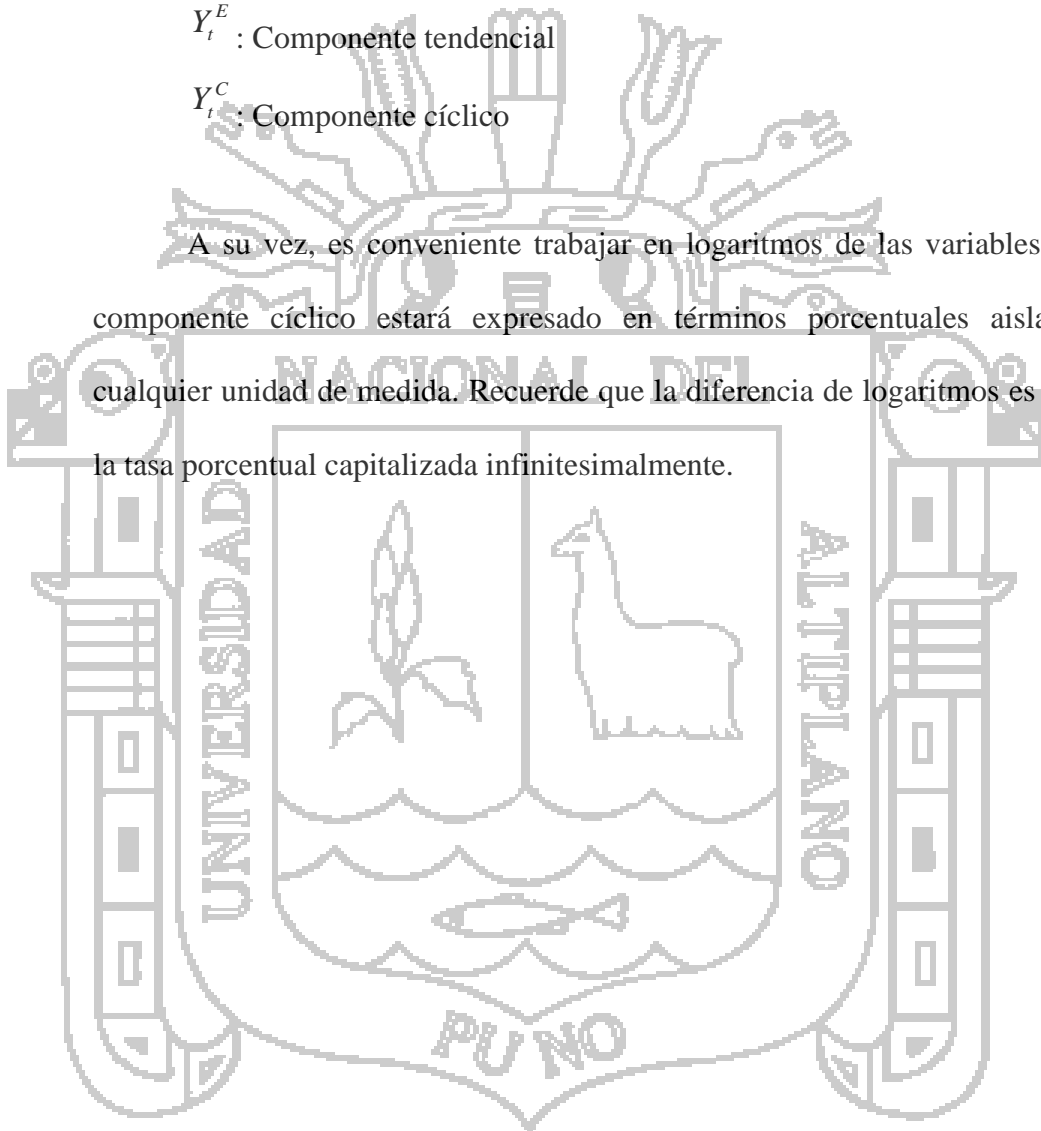 Y_t^E : Componente tendencial
Y_t^C : Componente cíclico
A su vez, es conveniente trabajar en logaritmos de las variables
componente cíclico estará expresado en términos porcentuales aisla
cualquier unidad de medida. Recuerde que la diferencia de logaritmos es
la tasa porcentual capitalizada infinitesimalmente.
NACIONAL DEL
UNIVERSIDAD
ALTIPLANO
PUNO